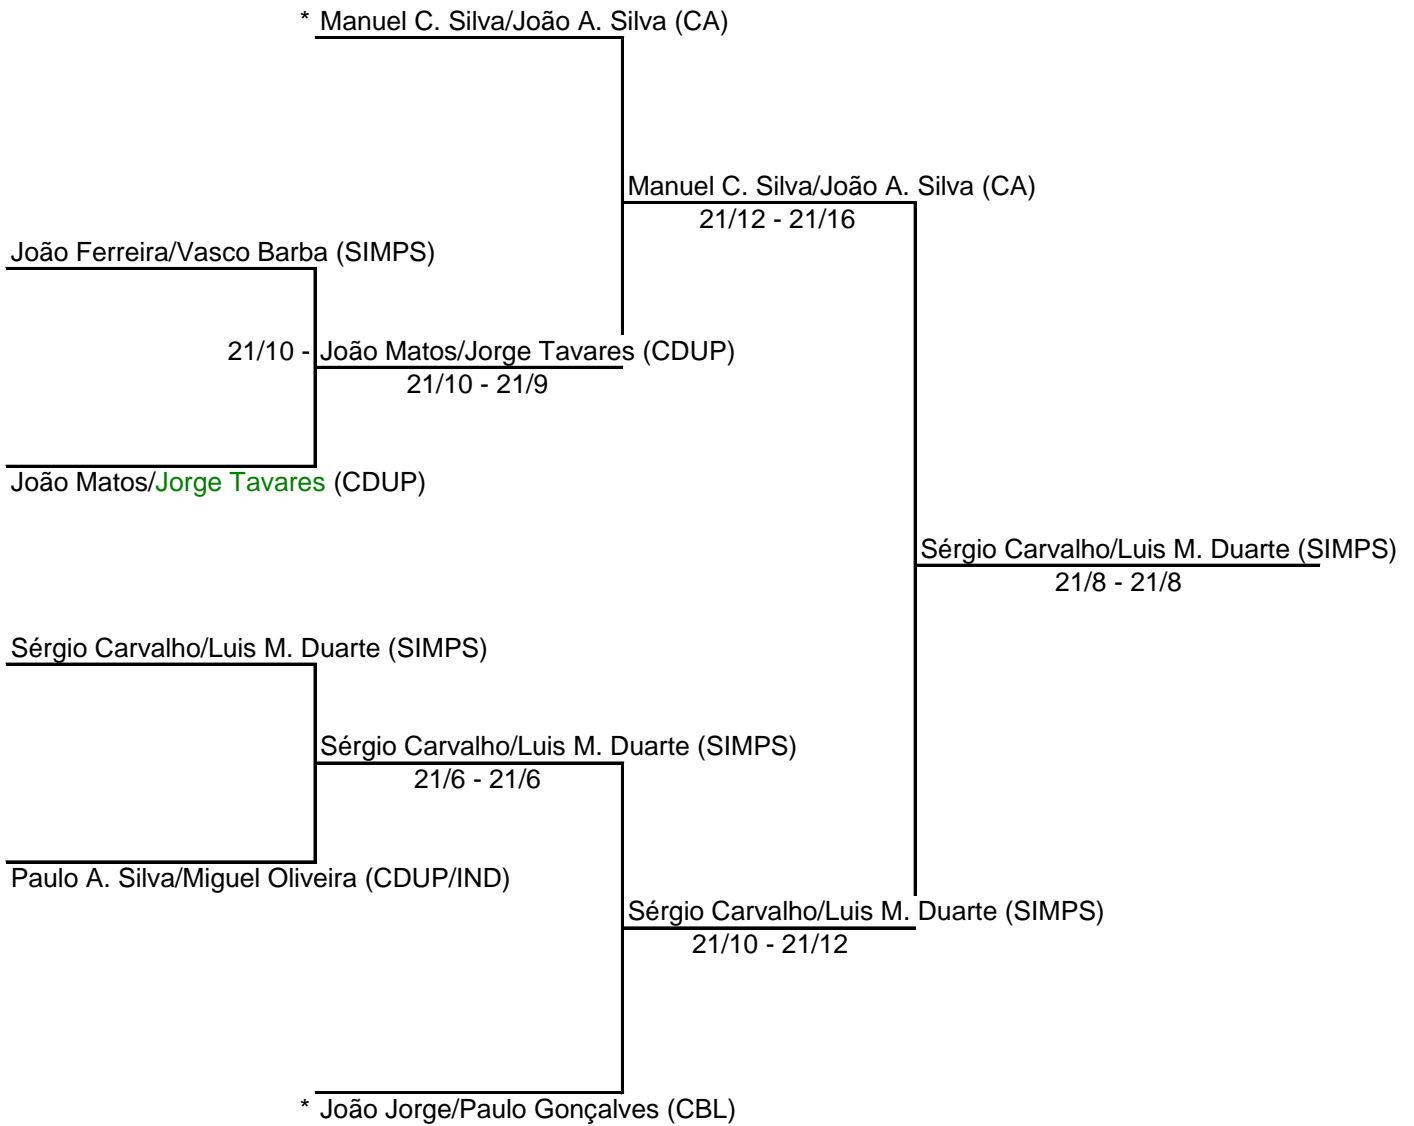 * Manuel C. Silva/João A. Silva (CA)
Manuel C. Silva/João A. Silva (CA)
21/12 - 21/16
João Ferreira/Vasco Barba (SIMPS)
21/10 - João Matos/Jorge Tavares (CDUP)
21/10 - 21/9
João Matos/Jorge Tavares (CDUP)
Sérgio Carvalho/Luis M. Duarte (SIMPS)
21/8 - 21/8
Sérgio Carvalho/Luis M. Duarte (SIMPS)
Sérgio Carvalho/Luis M. Duarte (SIMPS)
21/6 - 21/6
Paulo A. Silva/Miguel Oliveira (CDUP/IND)
Sérgio Carvalho/Luis M. Duarte (SIMPS)
21/10 - 21/12
* João Jorge/Paulo Gonçalves (CBL)